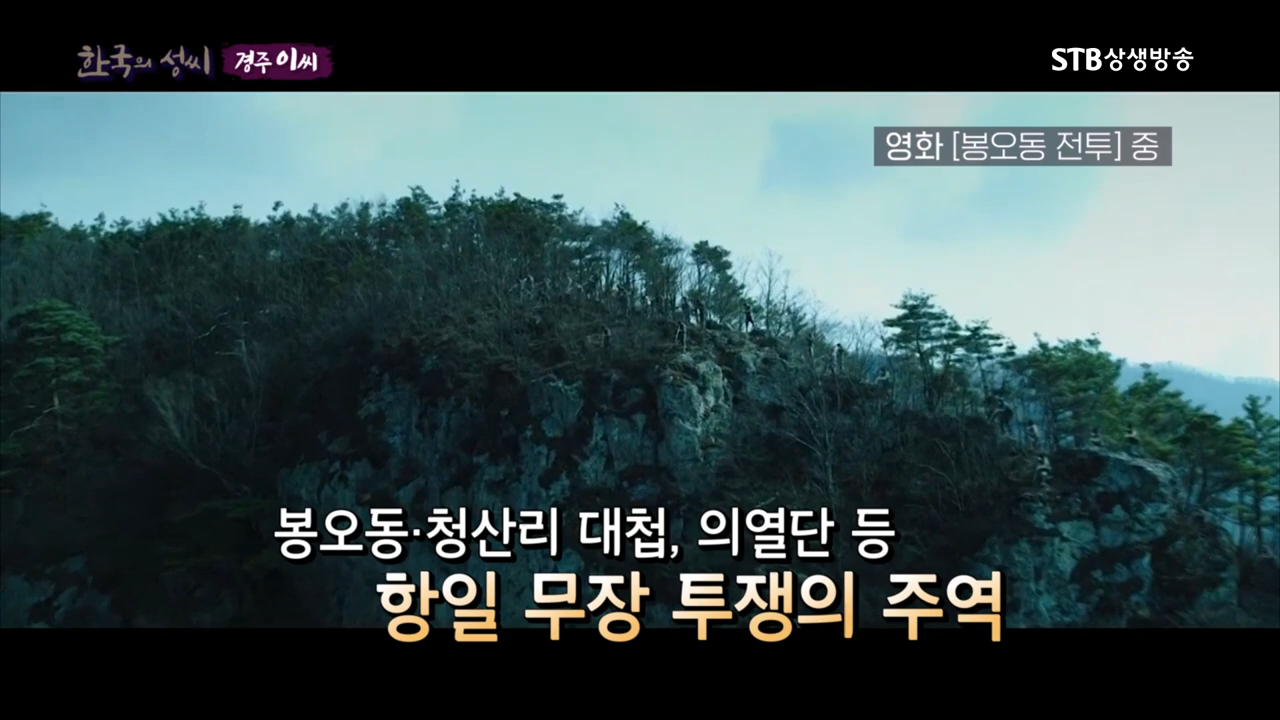 한국의 성씨 경주 이씨
STB상생방송
영화 [봉오동 전투] 중
봉오동·청산리 대첩, 의열단 등
항일 무장 투쟁의 주역